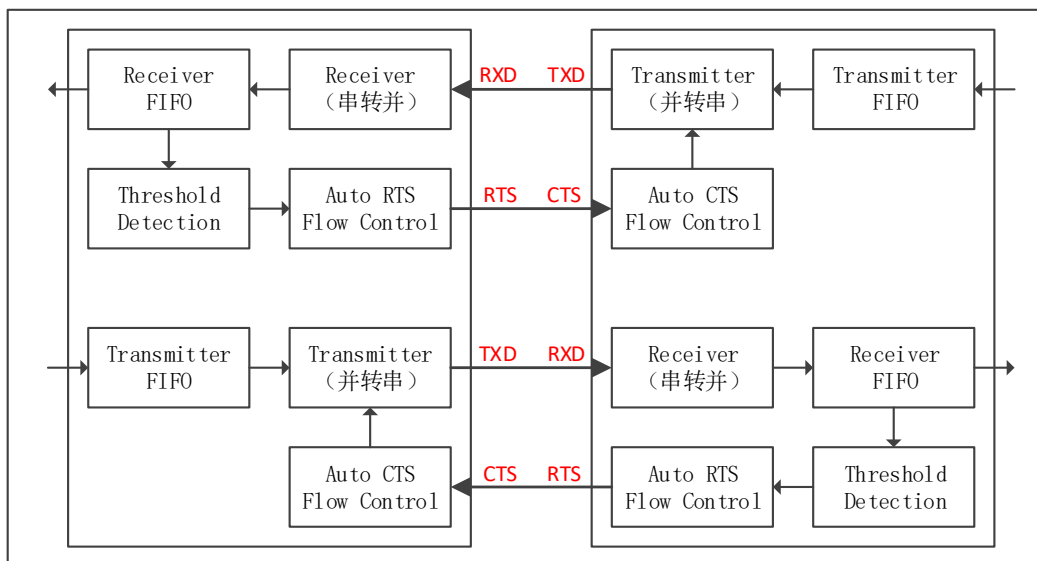 Receiver
FIFO
Receiver
（串转并）
RXD
TXD
Transmitter
（并转串）
Transmitter
FIFO
Threshold
Detection
Auto RTS
Flow Control
RTS
CTS
Auto CTS
Flow Control
Transmitter
FIFO
Transmitter
（并转串）
TXD
RXD
Receiver
（串转并）
Receiver
FIFO
Auto CTS
Flow Control
CTS
RTS
Auto RTS
Flow Control
Threshold
Detection